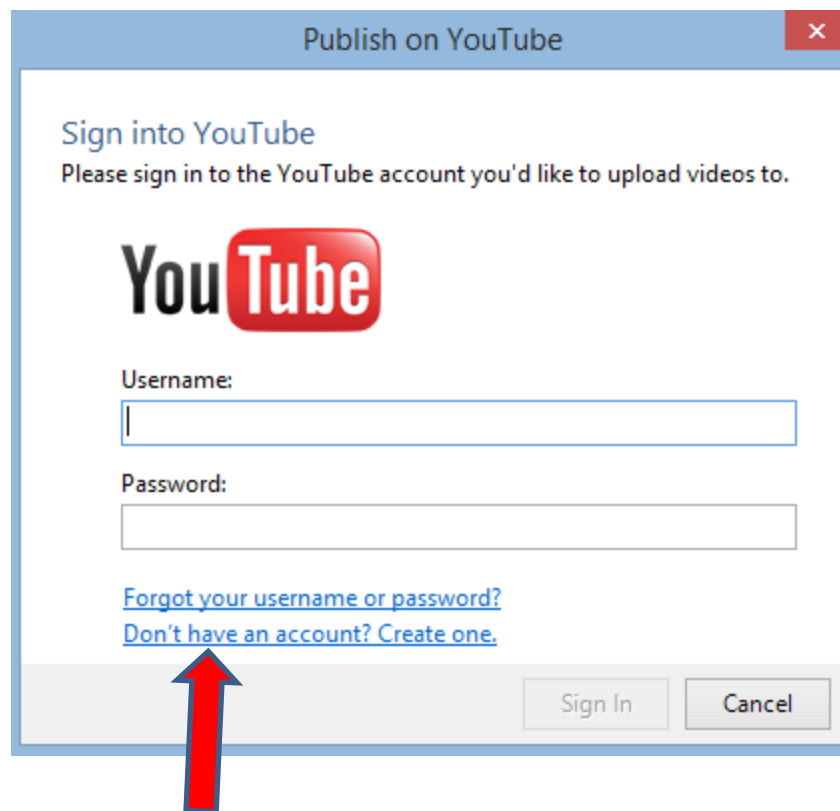 Publish on YouTube
Sign into YouTube
Please sign in to the YouTube account you'd like to upload videos to.
YouTube
Username:
Password:
Forgot your username or password?
Don't have an account? Create one.
Sign In
Cancel